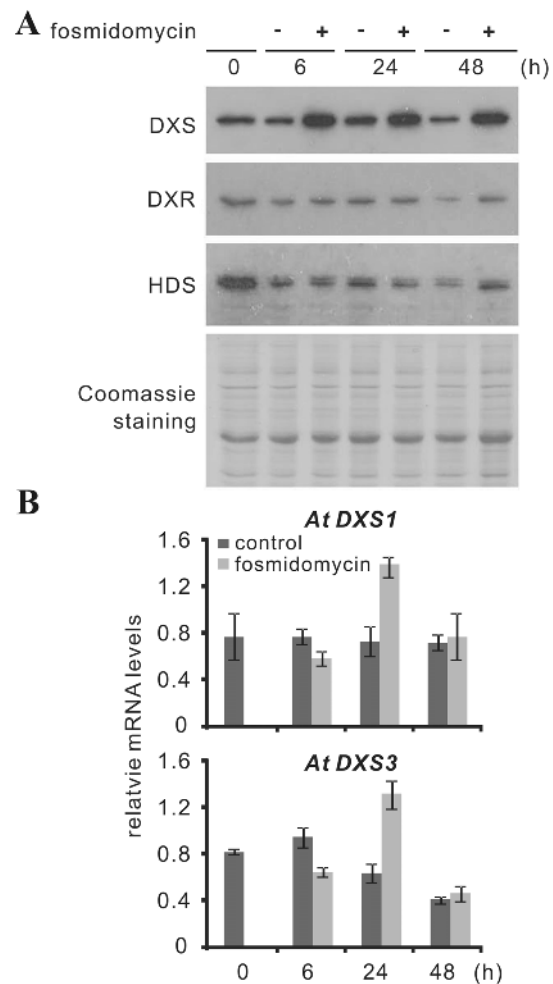 A
fosmidomycin - + - + - +
0 6 24 48 (h)
DXS
DXR
HDS
Coomassie
staining
B
At DXS1
control
fosmidomycin
1.6
1.2
0.8
0.4
0
relatvie mRNA levels
At DXS3
1.6
1.2
0.8
0.4
0
0 6 24 48 (h)